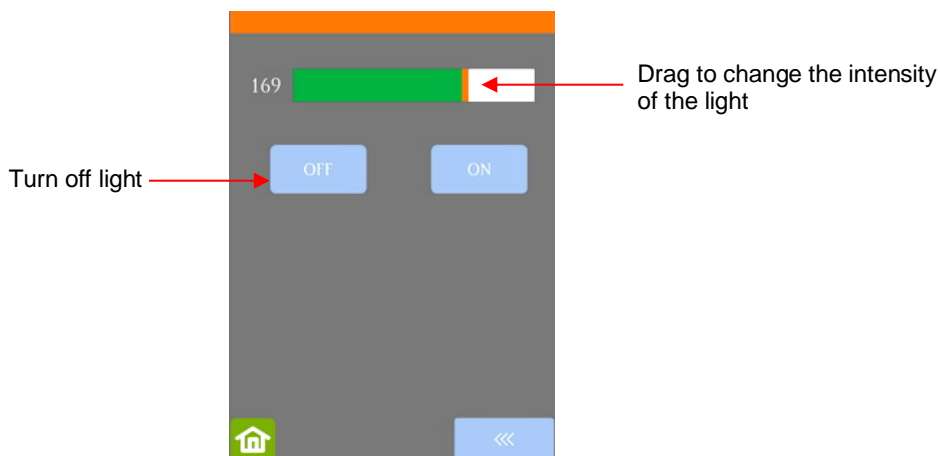 169
Drag to change the intensity
of the light
Turn off light
OFF
ON
<<<